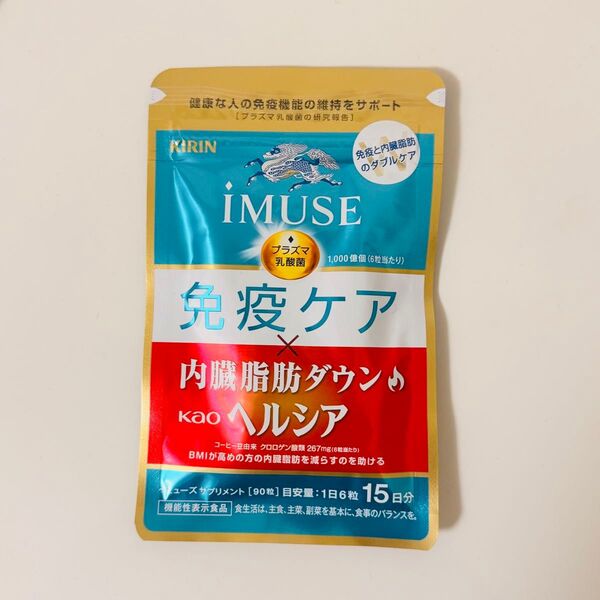 健康な人の免疫機能の維持をサポート
[プラズマ乳酸菌の研究報告]
KIRIN
免疫と内臓脂肪
のダブルケア
iMUSE
プラズマ
乳酸菌
1,000億個(6粒当たり)
免疫ケア
×
内臓脂肪ダウン
Kao ヘルシア
コーヒー豆由来 クロロゲン酸類 267mg(6粒当たり)
BMIが高めの方の内臓脂肪を減らすのを助ける
イミューズ サプリメント [90粒] 目安量:1日6粒 15日分
機能性表示食品 食生活は、主食、主菜、副菜を基本に、食事のバランスを。